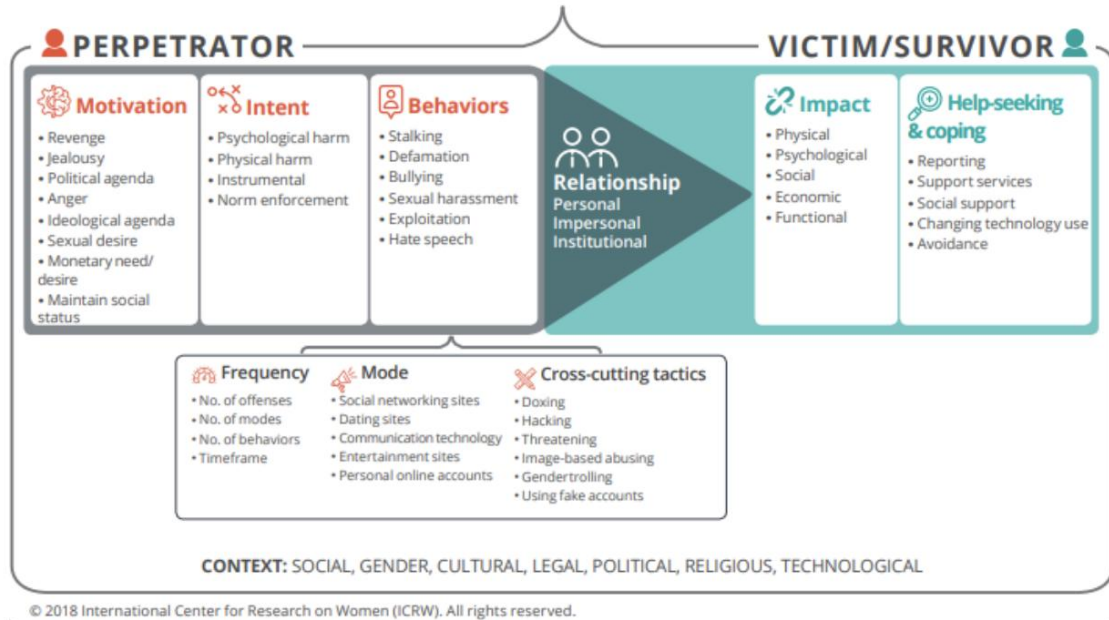 PERPETRATOR
VICTIM/SURVIVOR
Motivation
• Revenge
• Jealousy
• Political agenda
• Anger
• Ideological agenda
• Sexual desire
• Monetary need/
desire
• Maintain social
status
Intent
• Psychological harm
• Physical harm
• Instrumental
• Norm enforcement
Behaviors
• Stalking
• Defamation
• Bullying
• Sexual harassment
• Exploitation
• Hate speech
Relationship
Personal
Impersonal
Institutional
Impact
• Physical
• Psychological
• Social
• Economic
• Functional
Help-seeking
& coping
• Reporting
• Support services
• Social support
• Changing technology use
• Avoidance
Frequency
• No. of offenses
• No. of modes
• No. of behaviors
• Timeframe
Mode
• Social networking sites
• Dating sites
• Communication technology
• Entertainment sites
• Personal online accounts
Cross-cutting tactics
• Doxing
• Hacking
• Threatening
• Image-based abusing
• Gendertrolling
• Using fake accounts
CONTEXT: SOCIAL, GENDER, CULTURAL, LEGAL, POLITICAL, RELIGIOUS, TECHNOLOGICAL
© 2018 International Center for Research on Women (ICRW). All rights reserved.